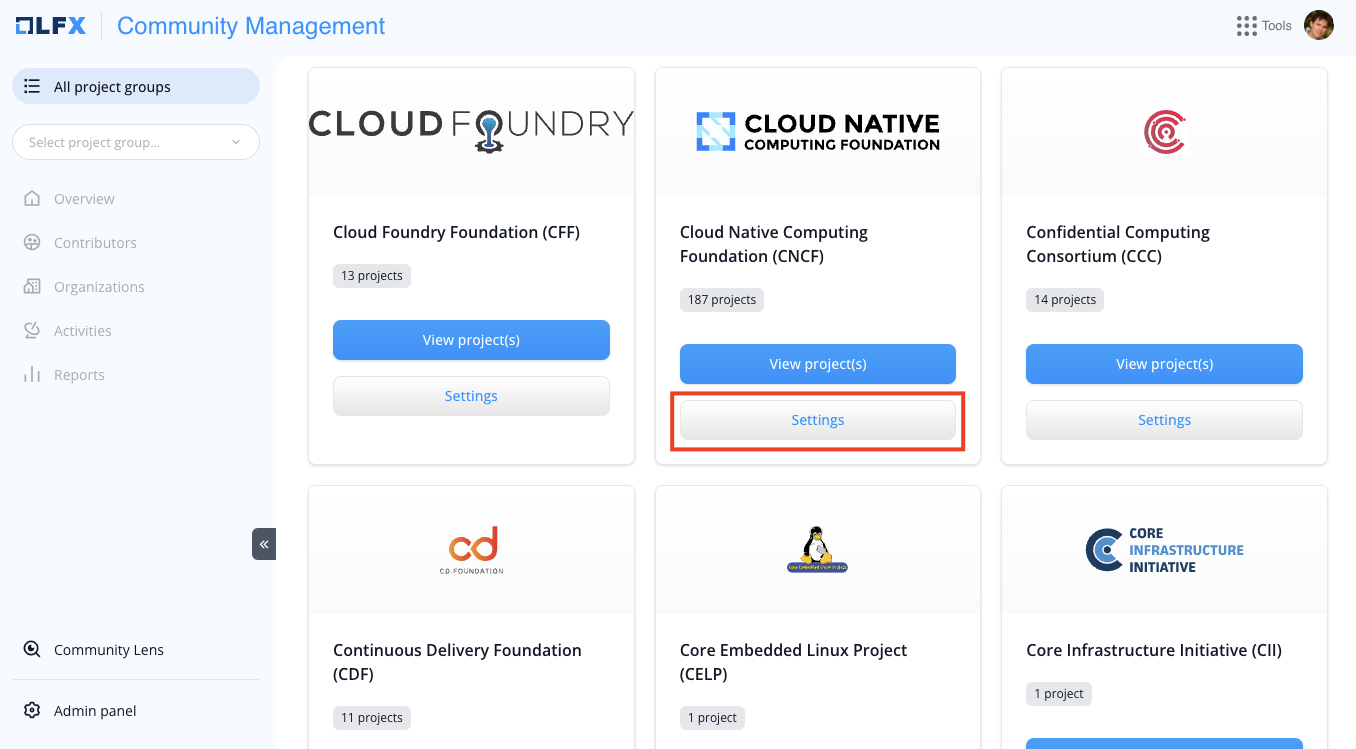 LFX
Community Management
Tools
All project groups
Select project group...
Overview
Contributors
Organizations
Activities
Reports
Community Lens
Admin panel
CLOUD FOUNDRY
Cloud Foundry Foundation (CFF)
13 projects
View project(s)
Settings
CLOUD NATIVE
COMPUTING FOUNDATION
Cloud Native Computing
Foundation (CNCF)
187 projects
View project(s)
Settings
Confidential Computing
Consortium (CCC)
14 projects
View project(s)
Settings
cd
CD.FOUNDATION
Continuous Delivery Foundation
(CDF)
11 projects
Core Embedded Linux Project
Core Embedded Linux Project
(CELP)
1 project
CORE
INFRASTRUCTURE
INITIATIVE
Core Infrastructure Initiative (CII)
1 project